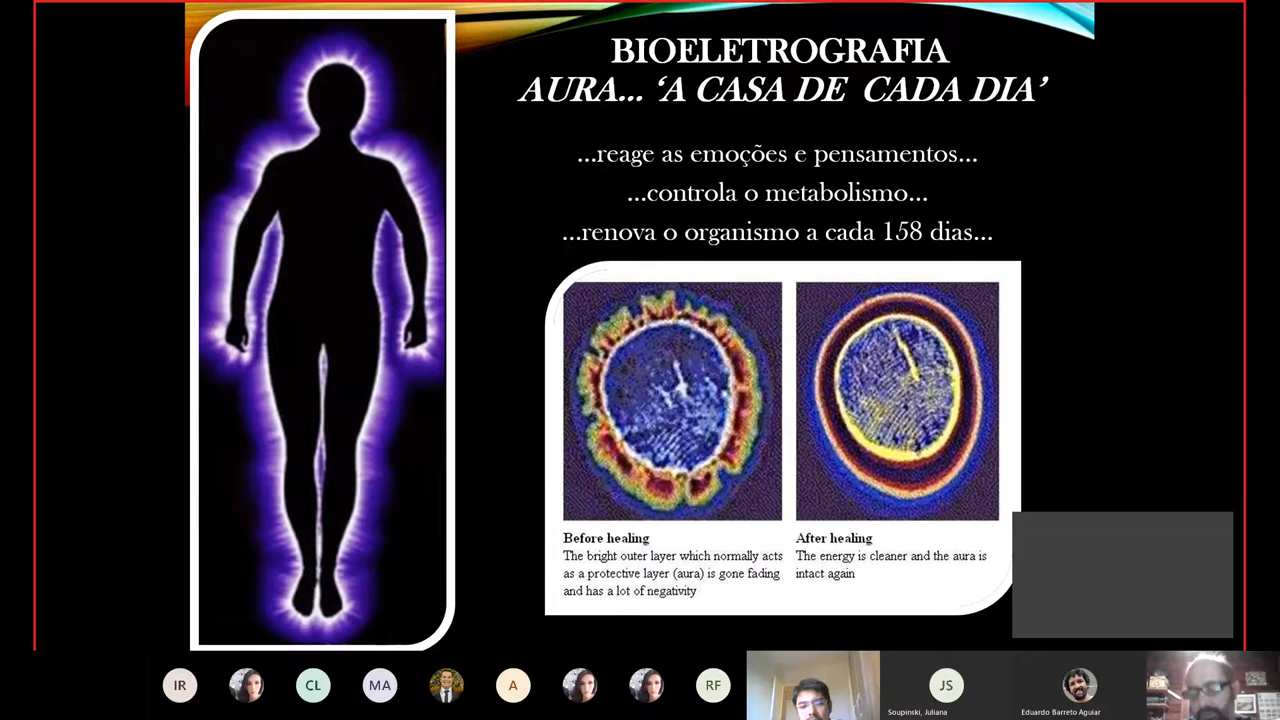 BIOELETROGRAFIA
AURA... ‘A CASA DE CADA DIA’
...reage as emoções e pensamentos...
...controla o metabolismo...
...renova o organismo a cada 158 dias...
Before healing
The bright outer layer which normally acts
as a protective layer (aura) is gone fading
and has a lot of negativity
After healing
The energy is cleaner and the aura is
intact again
IR
CL
MA
A
RF
JS
Soupinski, Juliana
Eduardo Barreto Aguiar